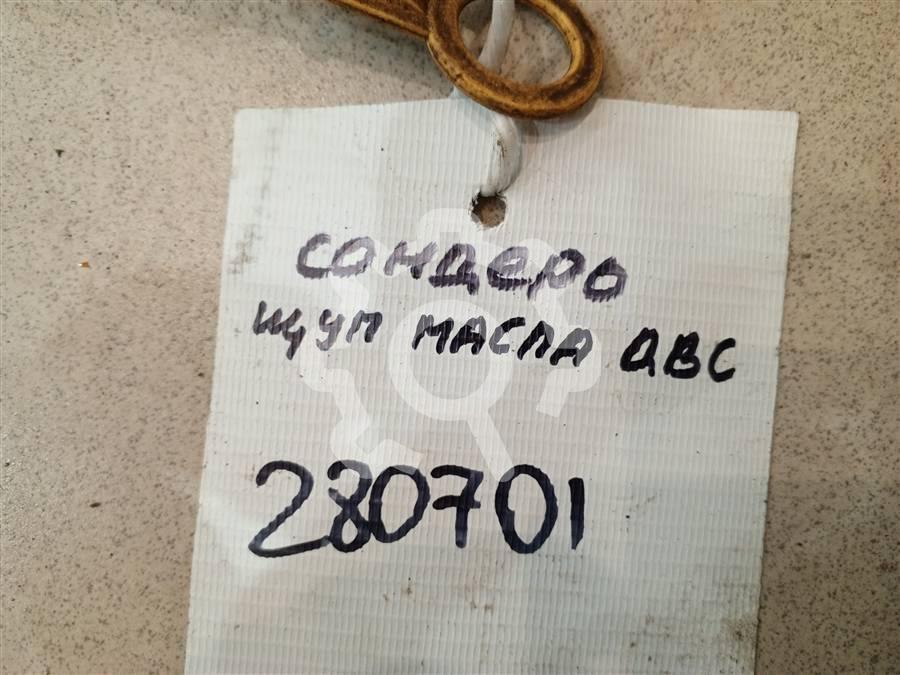 сандеро
щуп масла двс
280701